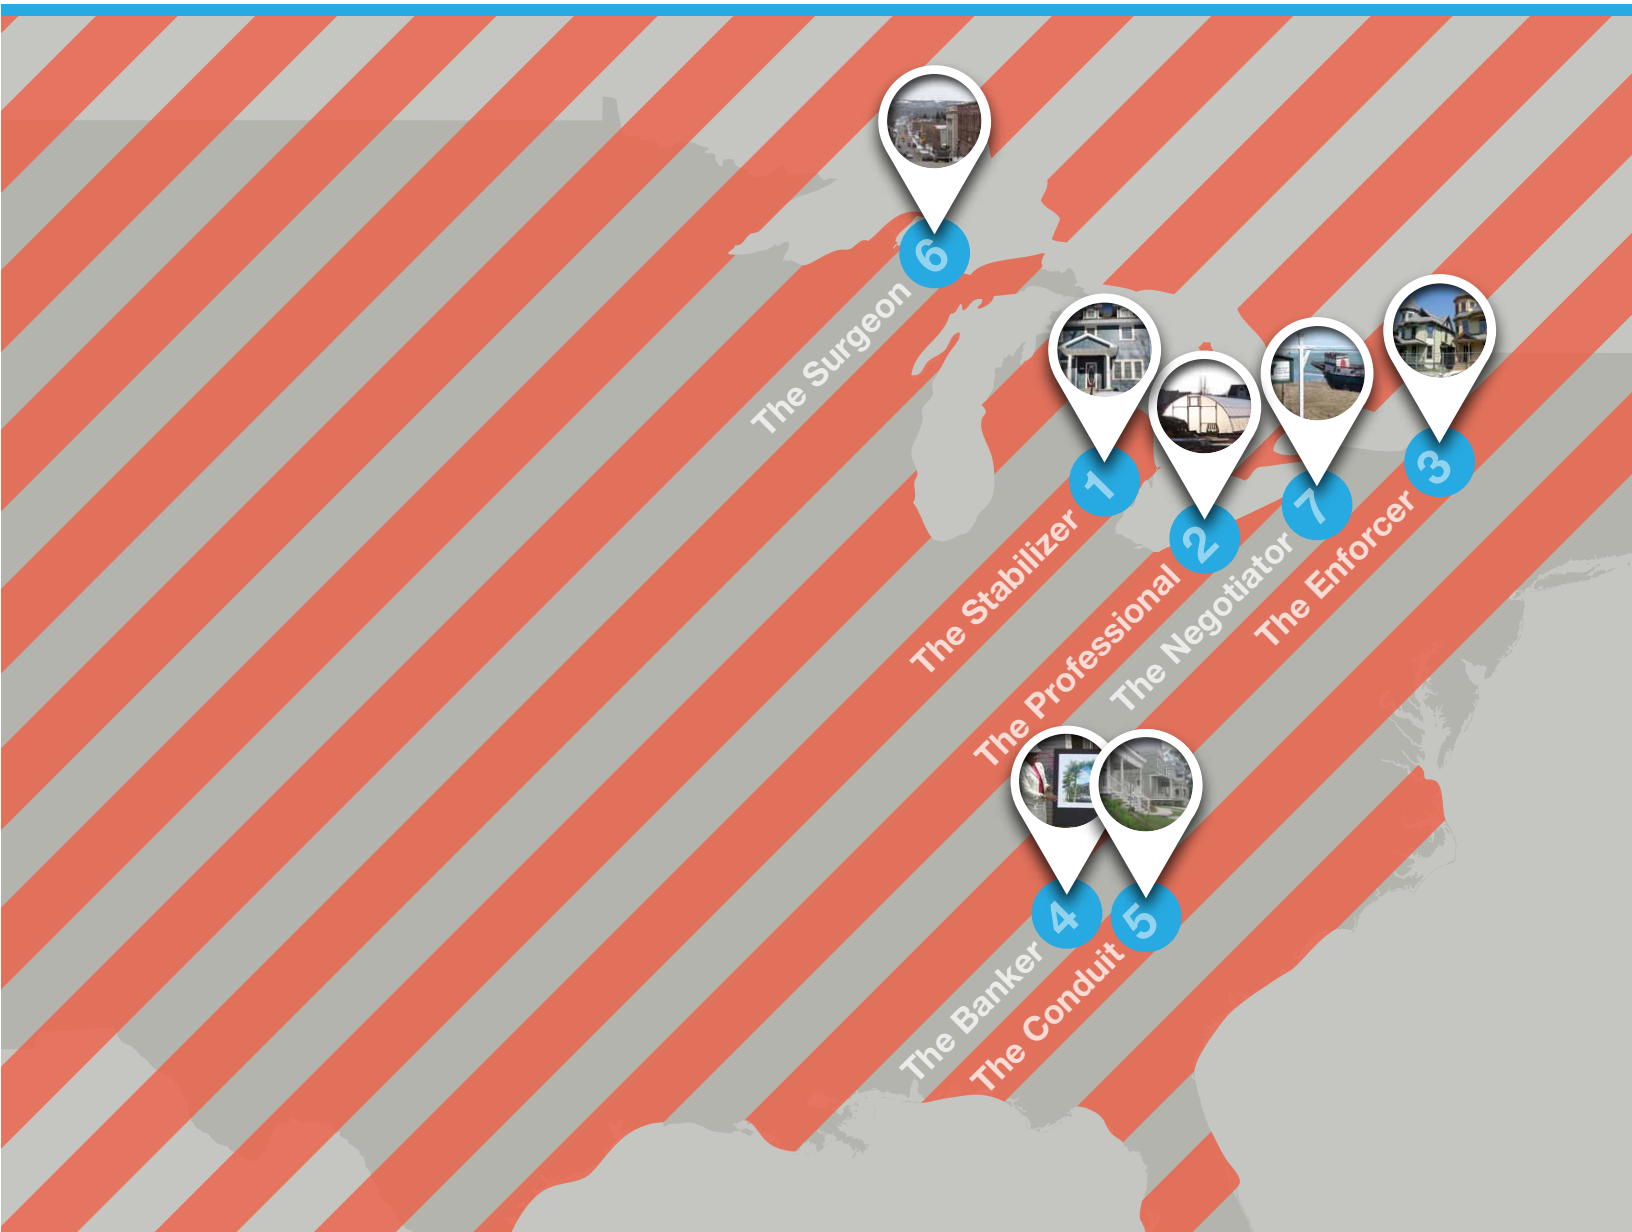 6
The Surgeon
1
The Stabilizer
2
The Professional
7
The Negotiator
3
The Enforcer
4
The Banker
5
The Conduit